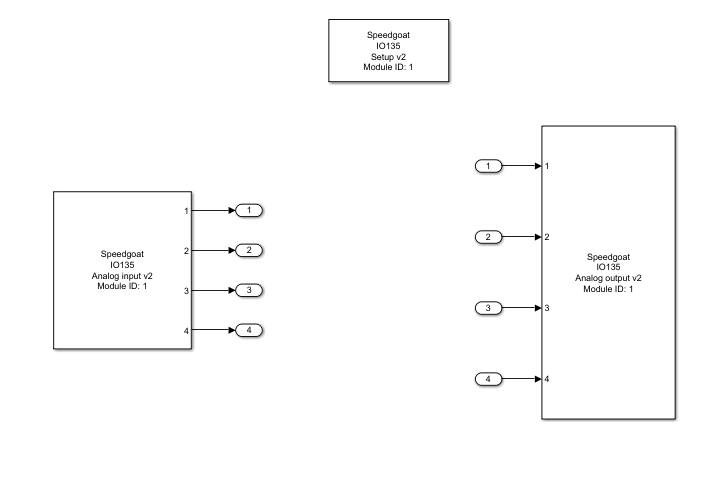 Speedgoat
IO135
Setup v2
Module ID: 1
Speedgoat
IO135
Analog input v2
Module ID: 1
1
2
3
4
1
2
3
4
1
2
3
4
1
2
3
4
Speedgoat
IO135
Analog output v2
Module ID: 1